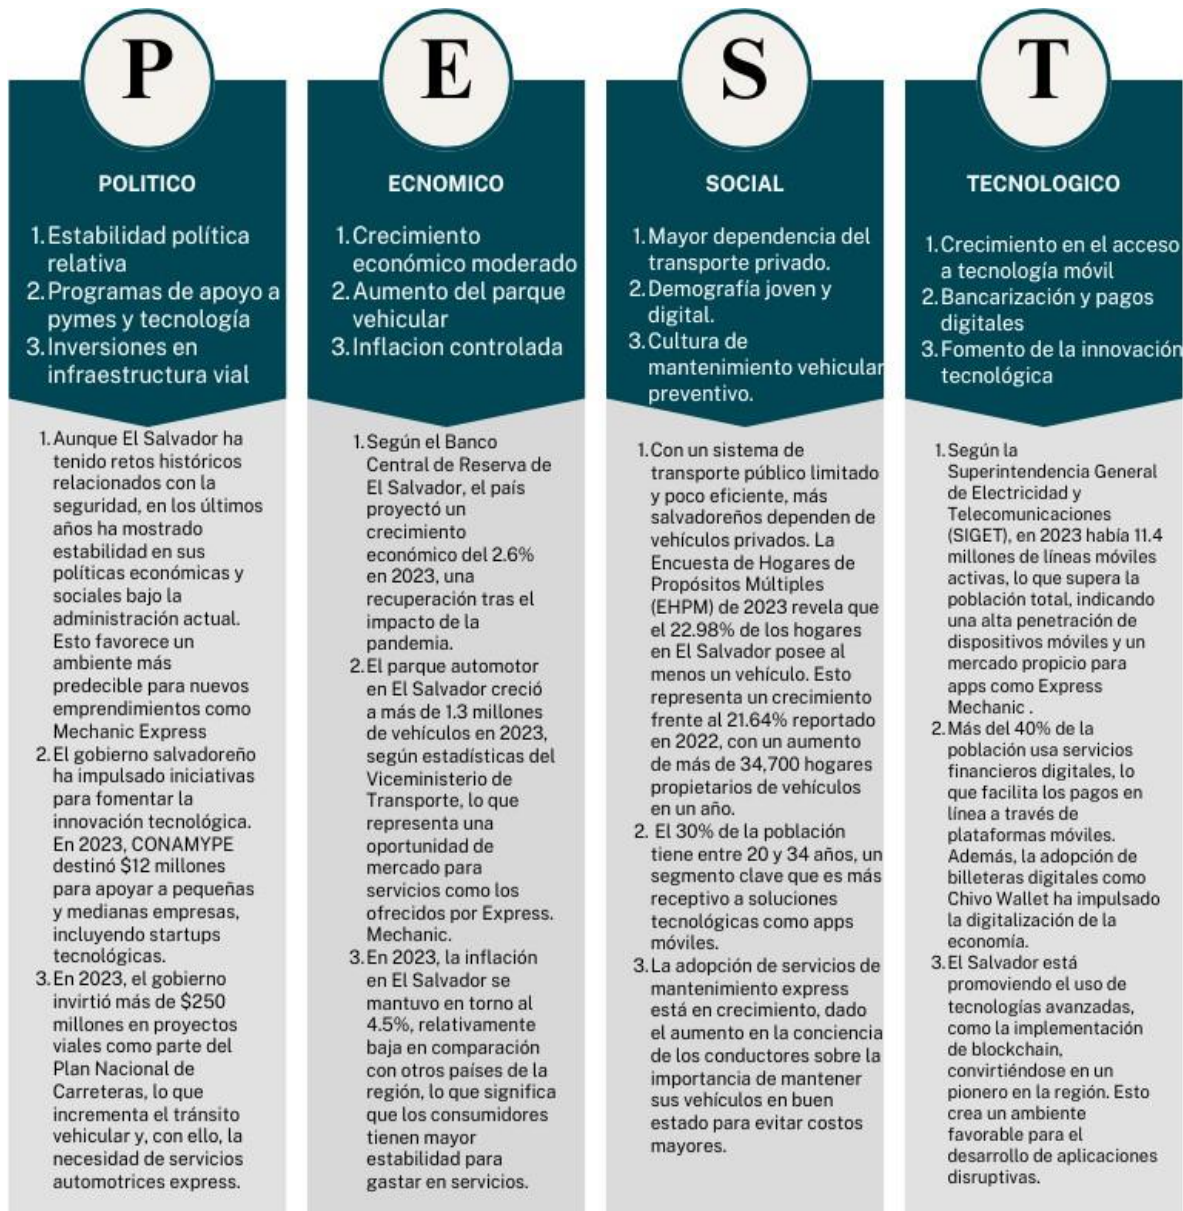 P
POLITICO
1.Estabilidad política
relativa
2.Programas de apoyo a
pymes y tecnología
3.Inversiones en
infraestructura vial
1.Aunque El Salvador ha
tenido retos históricos
relacionados con la
seguridad, en los últimos
años ha mostrado
estabilidad en sus
políticas económicas y
sociales bajo la
administración actual.
Esto favorece un
ambiente más
predecible para nuevos
emprendimientos como
Mechanic Express
2.El gobierno salvadoreño
ha impulsado iniciativas
para fomentar la
innovación tecnológica.
En 2023, CONAMYPE
destinó $12 millones
para apoyar a pequeñas
y medianas empresas,
incluyendo startups
tecnológicas.
3.En 2023, el gobierno
invirtió más de $250
millones en proyectos
viales como parte del
Plan Nacional de
Carreteras, lo que
incrementa el tránsito
vehicular y, con ello, la
necesidad de servicios
automotrices express.
E
ECNOMICO
1.Crecimiento
económico moderado
2.Aumento del parque
vehicular
3.Inflacion controlada
1.Según el Banco
Central de Reserva de
El Salvador, el país
proyectó un
crecimiento
económico del 2.6%
en 2023, una
recuperación tras el
impacto de la
pandemia.
2.El parque automotor
en El Salvador creció
a más de 1.3 millones
de vehículos en 2023,
según estadísticas del
Viceministerio de
Transporte, lo que
representa una
oportunidad de
mercado para
servicios como los
ofrecidos por Express.
Mechanic.
3.En 2023, la inflación
en El Salvador se
mantuvo en torno al
4.5%, relativamente
baja en comparación
con otros países de la
región, lo que significa
que los consumidores
tienen mayor
estabilidad para
gastar en servicios.
S
SOCIAL
1.Mayor dependencia del
transporte privado.
2.Demografía joven y
digital.
3.Cultura de
mantenimiento vehicular
preventivo.
1.Con un sistema de
transporte público limitado
y poco eficiente, más
salvadoreños dependen de
vehículos privados. La
Encuesta de Hogares de
Propósitos Múltiples
(EHPM) de 2023 revela que
el 22.98% de los hogares
en El Salvador posee al
menos un vehículo. Esto
representa un crecimiento
frente al 21.64% reportado
en 2022, con un aumento
de más de 34,700 hogares
propietarios de vehículos
en un año.
2. El 30% de la población
tiene entre 20 y 34 años, un
segmento clave que es más
receptivo a soluciones
tecnológicas como apps
móviles.
3.La adopción de servicios de
mantenimiento express
está en crecimiento, dado
el aumento en la conciencia
de los conductores sobre la
importancia de mantener
sus vehículos en buen
estado para evitar costos
mayores.
T
TECNOLOGICO
1.Crecimiento en el acceso
a tecnología móvil
2.Bancarización y pagos
digitales
3.Fomento de la innovación
tecnológica
1.Según la
Superintendencia General
de Electricidad y
Telecomunicaciones
(SIGET), en 2023 había 11.4
millones de líneas móviles
activas, lo que supera la
población total, indicando
una alta penetración de
dispositivos móviles y un
mercado propicio para
apps como Express
Mechanic .
2.Más del 40% de la
población usa servicios
financieros digitales, lo
que facilita los pagos en
línea a través de
plataformas móviles.
Además, la adopción de
billeteras digitales como
Chivo Wallet ha impulsado
la digitalización de la
economía.
3.El Salvador está
promoviendo el uso de
tecnologías avanzadas,
como la implementación
de blockchain,
convirtiéndose en un
pionero en la región. Esto
crea un ambiente
favorable para el
desarrollo de aplicaciones
disruptivas.